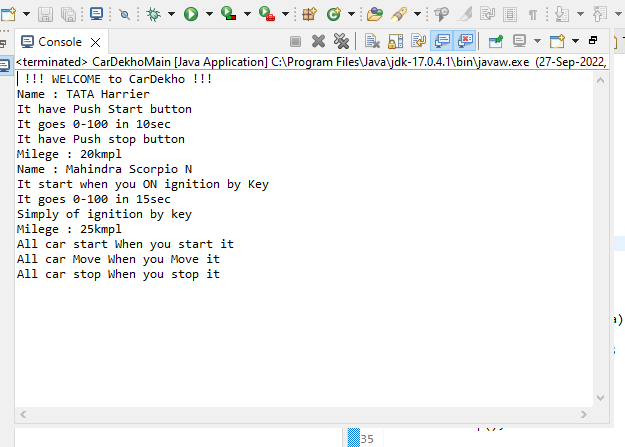 Console
<terminated> CarDekhoMain [Java Application] C:\Program Files\Java\jdk-17.0.4.1\bin\javaw.exe (27-Sep-2022,
!!! WELCOME to CarDekho !!!
Name : TATA Harrier
It have Push Start button
It goes 0-100 in 10sec
It have Push stop button
Milege : 20kmpl
Name : Mahindra Scorpio N
It start when you ON ignition by Key
It goes 0-100 in 15sec
Simply of ignition by key
Milege : 25kmpl
All car start When you start it
All car Move When you Move it
All car stop When you stop it
a)
35